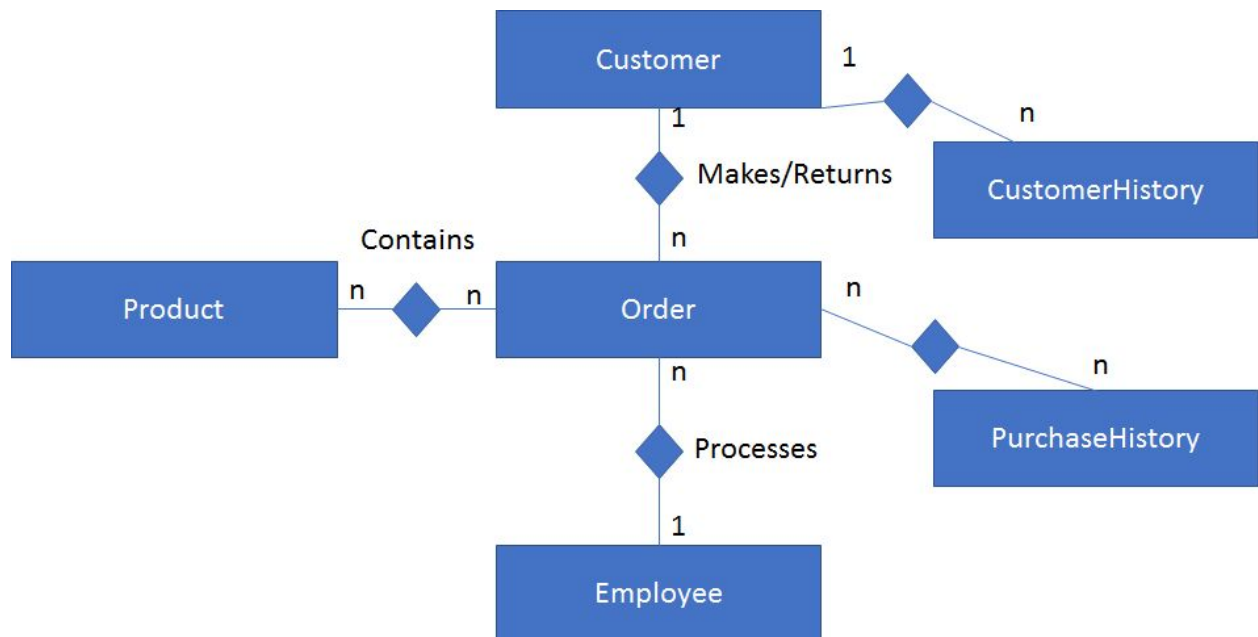 Customer
1
1
n
CustomerHistory
Makes/Returns
n
Contains
Product
n
n
Order
n
n
PurchaseHistory
n
Processes
1
Employee